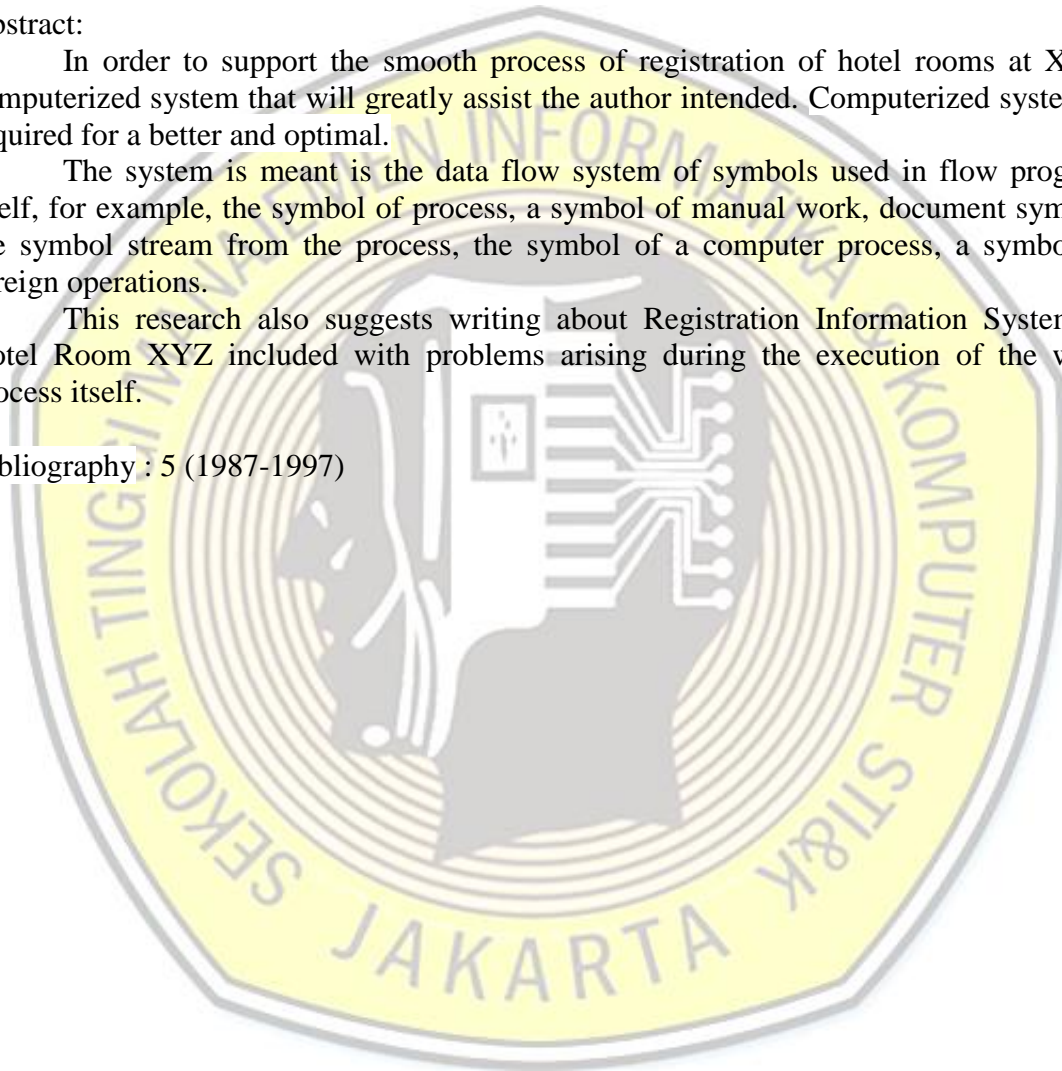 bstract:
In order to support the smooth process of registration of hotel rooms at X
mputerized system that will greatly assist the author intended. Computerized syste
quired for a better and optimal.
The system is meant is the data flow system of symbols used in flow prog
elf, for example, the symbol of process, a symbol of manual work, document sym
e symbol stream from the process, the symbol of a computer process, a symbo
reign operations.
This research also suggests writing about Registration Information System
otel Room XYZ included with problems arising during the execution of the w
ocess itself.
bliography : 5 (1987-1997)
SEKOLAH TINGGI MANAJEMEN INFORMATIKA & KOMPUTER STI&K
JAKARTA